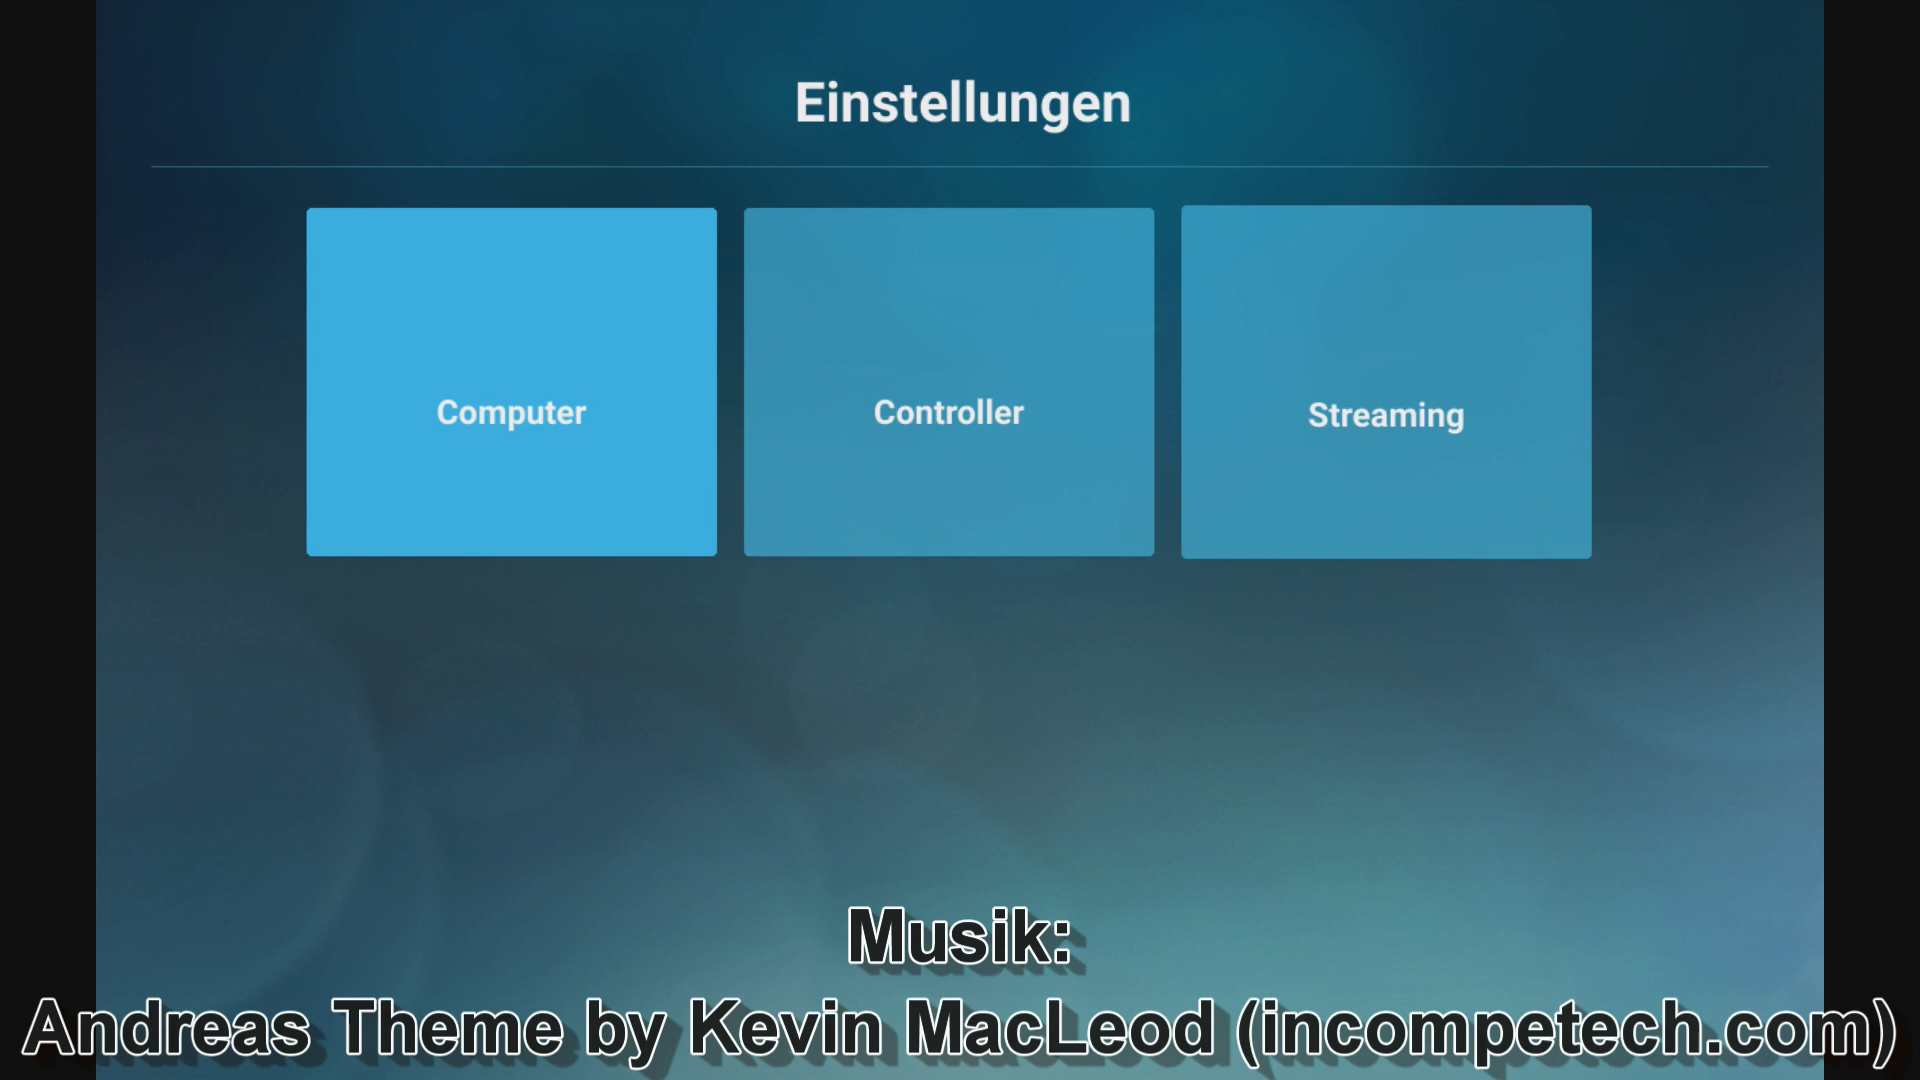 Einstellungen
Computer
Controller
Streaming
Musik:
Andreas Theme by Kevin MacLeod (incompetech.com)